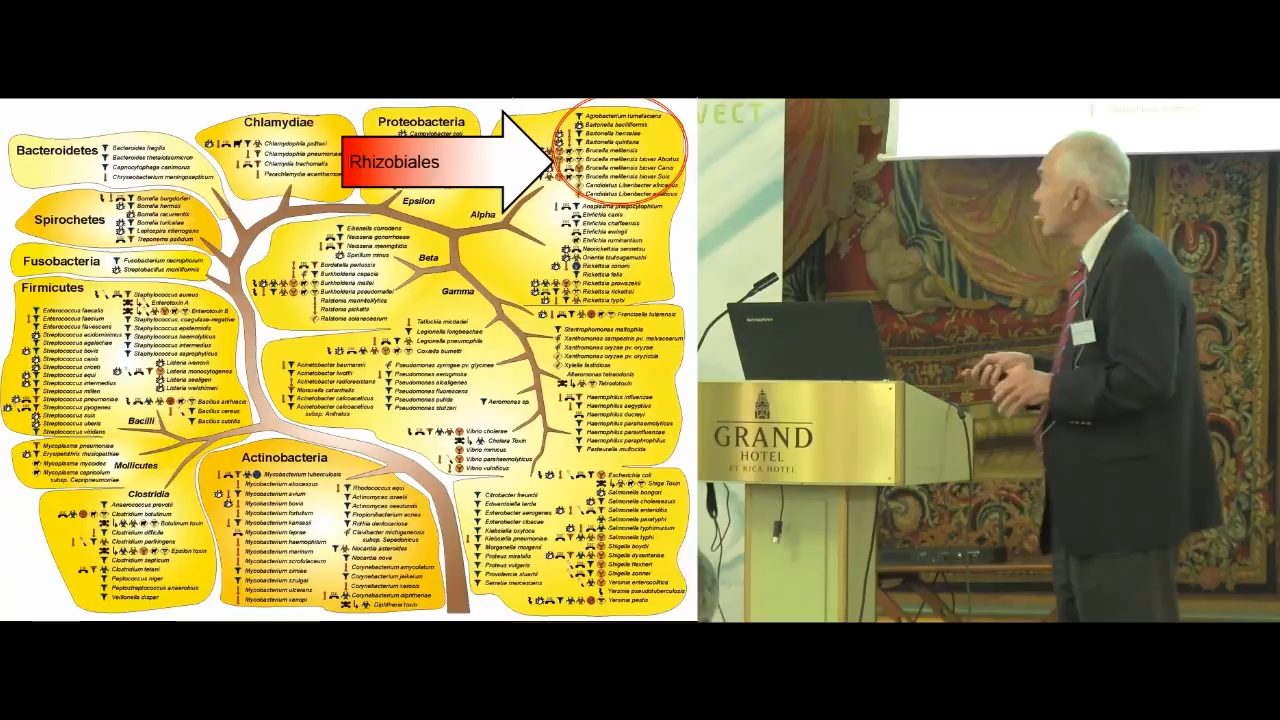 Chlamydiae
Chlamydophila psittaci
Chlamydophila pneumoniae
Chlamydia trachomatis
Proteobacteria
Rhizobiales
Agrobacterium tumefaciens
Bartonella bacilliformis
Bartonella henselae
Bartonella quintana
Brucella melitensis
Brucella melitensis biovar Abortus
Brucella melitensis biovar Canis
Brucella melitensis biovar Suis
Candidatus Liberibacter
Candidatus Liberibacter
Bacteroidetes
Bacteroides fragilis
Bacteroides thetaiotaomicron
Capnocytophaga canimorsus
Chryseobacterium meningosepticum
Spirochetes
Borrelia burgdorferi
Borrelia hermsii
Borrelia recurrentis
Borrelia turicatae
Leptospira interrogans
Treponema pallidum
Fusobacteria
Fusobacterium necrophorum
Streptobacillus moniliformis
Epsilon
Alpha
Beta
Gamma
Anaplasma phagocytophilum
Ehrlichia canis
Ehrlichia chaffeensis
Ehrlichia ewingii
Ehrlichia ruminantium
Neorickettsia sennetsu
Orientia tsutsugamushi
Rickettsia conorii
Rickettsia felis
Rickettsia prowazekii
Rickettsia rickettsii
Rickettsia typhi
Francisella tularensis
Eikenella corrodens
Neisseria gonorrhoeae
Neisseria meningitidis
Spirillum minus
Bordetella pertussis
Burkholderia cepacia
Burkholderia mallei
Burkholderia pseudomallei
Ralstonia mannitolilytica
Ralstonia pickettii
Ralstonia solanacearum
Tatlockia micdadei
Legionella longbeachae
Legionella pneumophila
Coxiella burnetii
Stenotrophomonas maltophilia
Xanthomonas campestris pv. malvacearum
Xanthomonas oryzae pv. oryzae
Xanthomonas oryzae pv. oryzicola
Xylella fastidiosa
Alteromonas tetraodonis
Tetrodotoxin
Firmicutes
Staphylococcus aureus
Enterotoxin A
Enterotoxin B
Staphylococcus, coagulase-negative
Staphylococcus epidermidis
Staphylococcus haemolyticus
Staphylococcus intermedius
Staphylococcus saprophyticus
Enterococcus faecalis
Enterococcus faecium
Enterococcus flavescens
Streptococcus acidominimus
Streptococcus agalactiae
Streptococcus bovis
Streptococcus canis
Streptococcus criceti
Streptococcus equi
Streptococcus intermedius
Streptococcus milleri
Streptococcus pneumoniae
Streptococcus pyogenes
Streptococcus suis
Streptococcus uberis
Streptococcus viridans
Listeria ivanovii
Listeria monocytogenes
Listeria seeligeri
Listeria welshimeri
Bacillus anthracis
Bacillus cereus
Bacillus subtilis
Bacilli
Mycoplasma pneumoniae
Erysipelothrix rhusiopathiae
Mycoplasma mycoides
Mycoplasma capricolum
subsp. Capripneumoniae
Mollicutes
Acinetobacter baumannii
Acinetobacter lwoffii
Acinetobacter radioresistans
Moraxella catarrhalis
Acinetobacter calcoaceticus
Acinetobacter calcoaceticus
subsp. Anitratus
Pseudomonas syringae pv. glycinea
Pseudomonas aeruginosa
Pseudomonas alcaligenes
Pseudomonas fluorescens
Pseudomonas putida
Pseudomonas stutzeri
Aeromonas sp.
Haemophilus influenzae
Haemophilus aegyptius
Haemophilus ducreyi
Haemophilus parahaemolyticus
Haemophilus parainfluenzae
Haemophilus paraphrophilus
Pasteurella multocida
Vibrio cholerae
Cholera Toxin
Vibrio mimicus
Vibrio parahaemolyticus
Vibrio vulnificus
Clostridia
Anaerococcus prevotii
Clostridium botulinum
Botulinum toxin
Clostridium difficile
Clostridium perfringens
Epsilon toxin
Clostridium septicum
Clostridium tetani
Peptococcus niger
Peptostreptococcus anaerobius
Veillonella dispar
Actinobacteria
Mycobacterium tuberculosis
Mycobacterium abscessus
Mycobacterium avium
Mycobacterium bovis
Mycobacterium fortuitum
Mycobacterium kansasii
Mycobacterium leprae
Mycobacterium haemophilum
Mycobacterium marinum
Mycobacterium scrofulaceum
Mycobacterium simiae
Mycobacterium szulgai
Mycobacterium ulcerans
Mycobacterium xenopi
Rhodococcus equi
Actinomyces israelii
Actinomyces naeslundii
Propionibacterium acnes
Rothia dentocariosa
Clavibacter michiganensis
subsp. Sepedonicus
Nocardia asteroides
Nocardia nova
Corynebacterium amycolatum
Corynebacterium jeikeium
Corynebacterium xerosis
Corynebacterium diphtheriae
Diphtheria toxin
Citrobacter freundii
Edwardsiella tarda
Enterobacter aerogenes
Enterobacter cloacae
Klebsiella oxytoca
Klebsiella pneumoniae
Morganella morganii
Proteus mirabilis
Proteus vulgaris
Providencia stuartii
Serratia marcescens
Escherichia coli
Shiga Toxin
Salmonella bongori
Salmonella choleraesuis
Salmonella enteritidis
Salmonella paratyphi
Salmonella typhimurium
Salmonella typhi
Shigella boydii
Shigella dysenteriae
Shigella flexneri
Shigella sonnei
Yersinia enterocolitica
Yersinia pseudotuberculosis
Yersinia pestis
VECT
lenovo
GRAND
HOTEL
ET RICA HOTEL